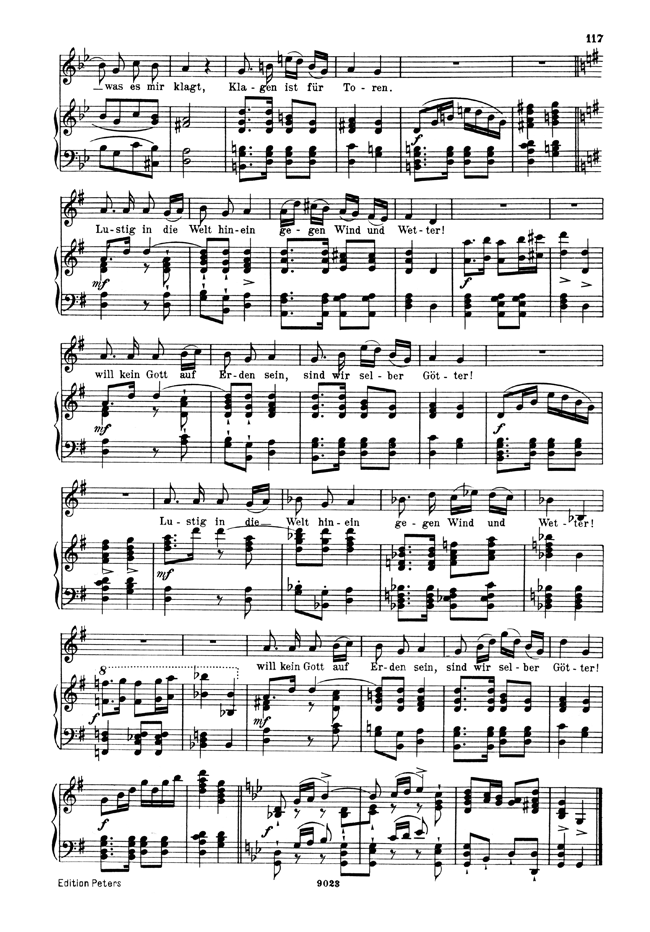 117
was es mir klagt, Kla-gen ist für To-ren.
f
Lu-stig in die Welt hin-ein ge-gen Wind und Wet-ter!
mf
f
will kein Gott auf Er-den sein, sind wir sel-ber Göt-ter!
mf
f
Lu-stig in die Welt hin-ein ge-gen Wind und Wet-ter!
mf
will kein Gott auf Er-den sein, sind wir sel-ber Göt-ter!
8
f
mf
f
f
Edition Peters
9023